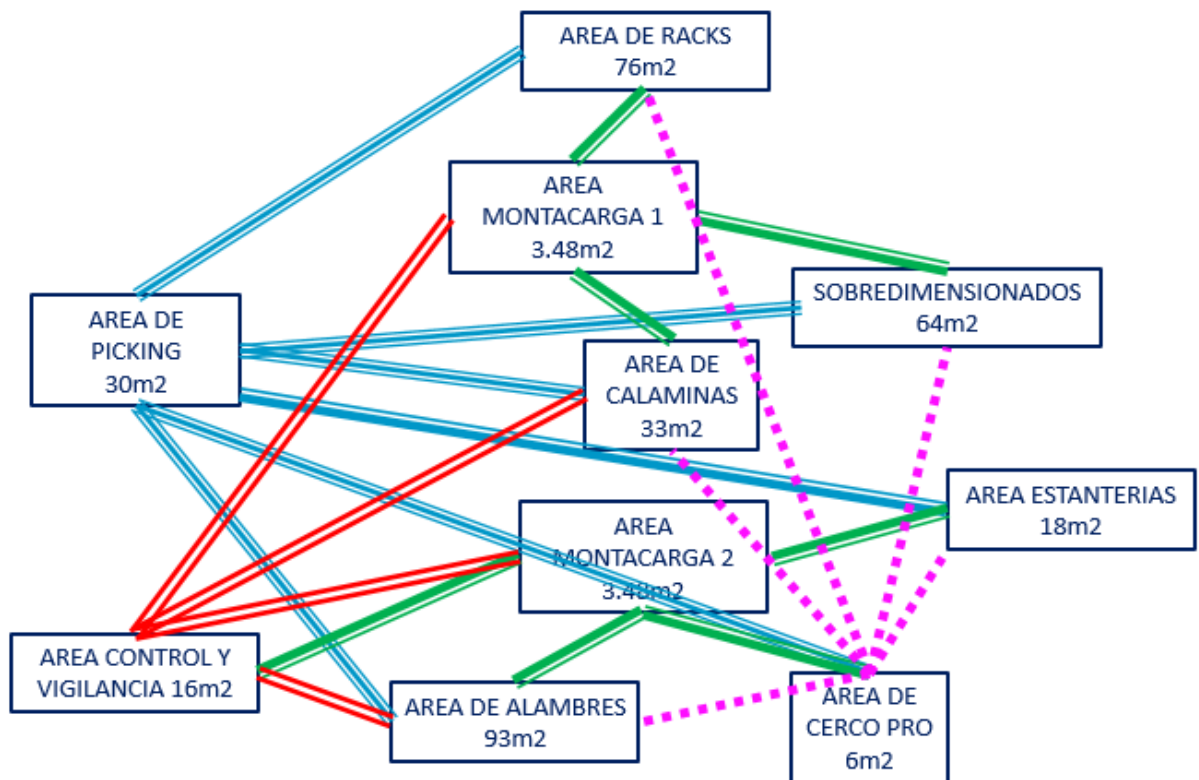 AREA DE RACKS
76m2
AREA
MONTACARGA 1
3.48m2
SOBREDIMENSIONADOS
64m2
AREA DE
PICKING
30m2
AREA DE
CALAMINAS
33m2
AREA ESTANTERIAS
18m2
AREA
MONTACARGA 2
3.48m2
AREA CONTROL Y
VIGILANCIA 16m2
AREA DE ALAMBRES
93m2
AREA DE
CERCO PRO
6m2